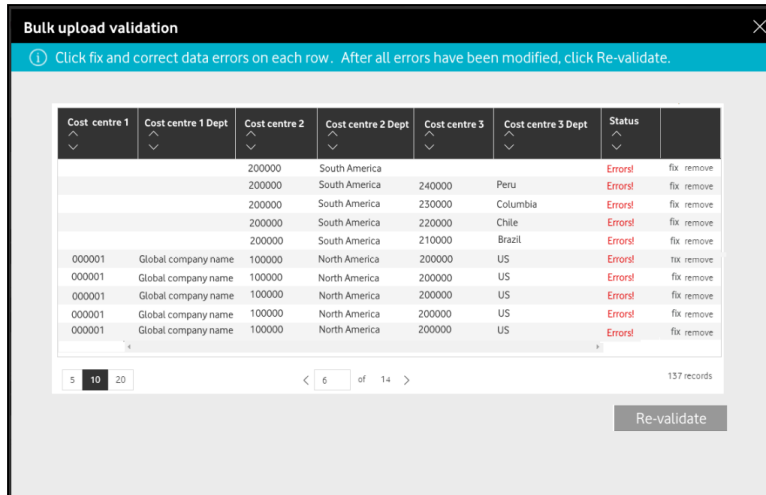 Bulk upload validation
Click fix and correct data errors on each row. After all errors have been modified, click Re-validate.
Cost centre 1 Cost centre 1 Dept Cost centre 2 Cost centre 2 Dept Cost centre 3 Cost centre 3 Dept Status
200000 South America Errors! fix remove
200000 South America 240000 Peru Errors! fix remove
200000 South America 230000 Columbia Errors! fix remove
200000 South America 220000 Chile Errors! fix remove
200000 South America 210000 Brazil Errors! fix remove
000001 Global company name 100000 North America 200000 US Errors! fix remove
000001 Global company name 100000 North America 200000 US Errors! fix remove
000001 Global company name 100000 North America 200000 US Errors! fix remove
000001 Global company name 100000 North America 200000 US Errors! fix remove
000001 Global company name 100000 North America 200000 US Errors! fix remove
5 10 20 6 of 14 137 records
Re-validate